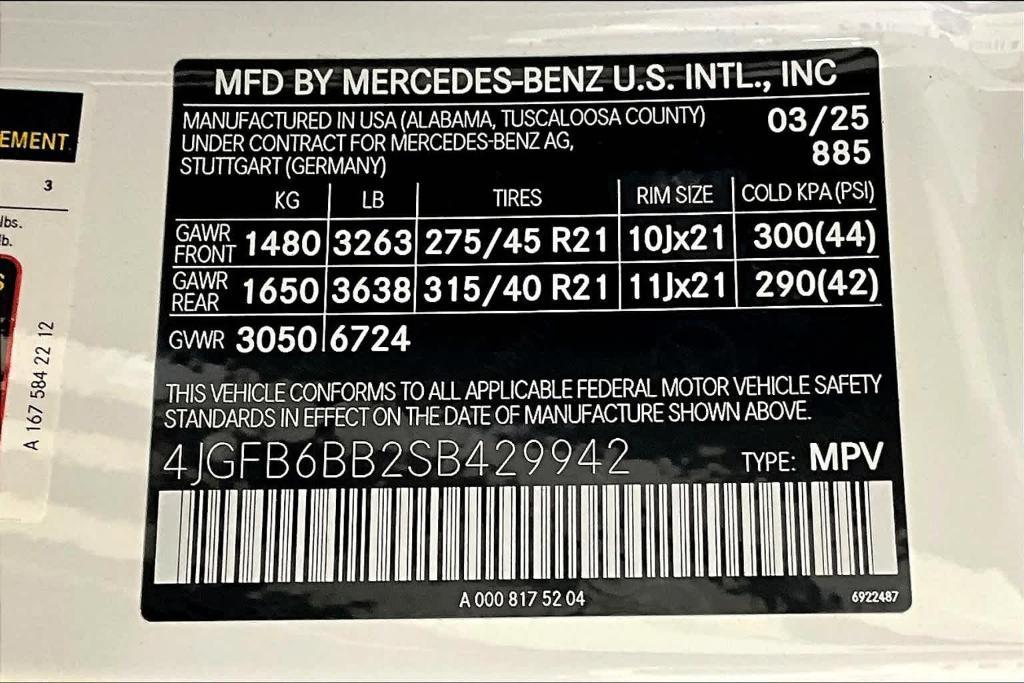 MFD BY MERCEDES-BENZ U.S. INTL., INC
MANUFACTURED IN USA (ALABAMA, TUSCALOOSA COUNTY) 03/25
UNDER CONTRACT FOR MERCEDES-BENZ AG, 885
STUTTGART (GERMANY)
KG LB TIRES RIM SIZE COLD KPA (PSI)
GAWR FRONT 1480 3263 275/45 R21 10Jx21 300(44)
GAWR REAR 1650 3638 315/40 R21 11Jx21 290(42)
GVWR 3050 6724
THIS VEHICLE CONFORMS TO ALL APPLICABLE FEDERAL MOTOR VEHICLE SAFETY
STANDARDS IN EFFECT ON THE DATE OF MANUFACTURE SHOWN ABOVE.
4JGFB6BB2SB429942 TYPE: MPV
A 000 817 52 04 6922487
EMENT
3
lbs.
b.
S
A 167 584 22 12